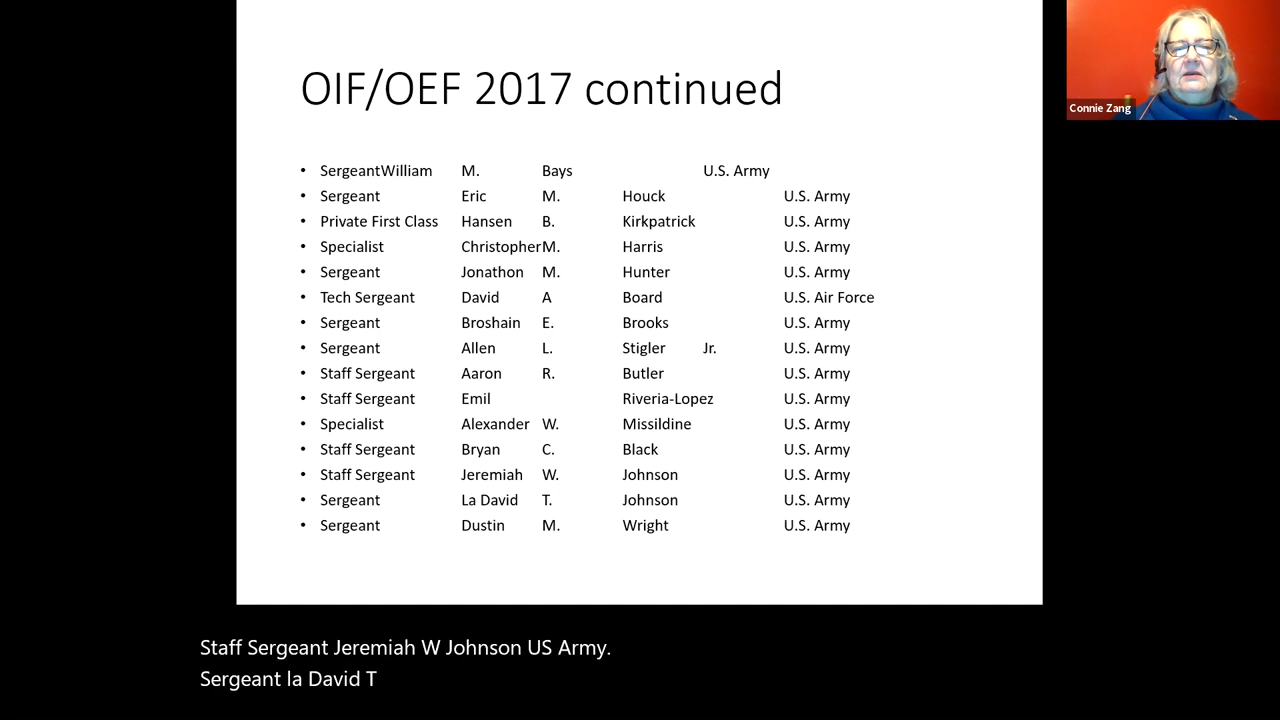 OIF/OEF 2017 continued
Connie Zang
• SergeantWilliam M. Bays U.S. Army
• Sergeant Eric M. Houck U.S. Army
• Private First Class Hansen B. Kirkpatrick U.S. Army
• Specialist ChristopherM. Harris U.S. Army
• Sergeant Jonathon M. Hunter U.S. Army
• Tech Sergeant David A Board U.S. Air Force
• Sergeant Broshain E. Brooks U.S. Army
• Sergeant Allen L. Stigler Jr. U.S. Army
• Staff Sergeant Aaron R. Butler U.S. Army
• Staff Sergeant Emil Riveria-Lopez U.S. Army
• Specialist Alexander W. Missildine U.S. Army
• Staff Sergeant Bryan C. Black U.S. Army
• Staff Sergeant Jeremiah W. Johnson U.S. Army
• Sergeant La David T. Johnson U.S. Army
• Sergeant Dustin M. Wright U.S. Army
Staff Sergeant Jeremiah W Johnson US Army.
Sergeant la David T